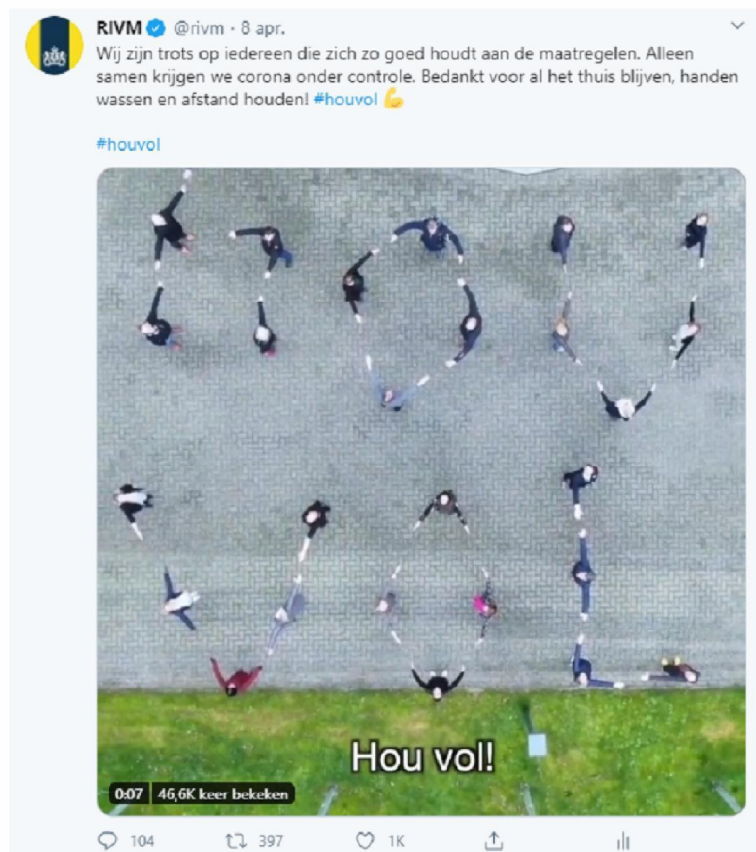 RIVM @rivm · 8 apr.
Wij zijn trots op iedereen die zich zo goed houdt aan de maatregelen. Alleen
samen krijgen we corona onder controle. Bedankt voor al het thuis blijven, handen
wassen en afstand houden! #houvol 💪
#houvol
hou
vol
Hou vol!
0:07 46,6K keer bekeken
104 397 1K